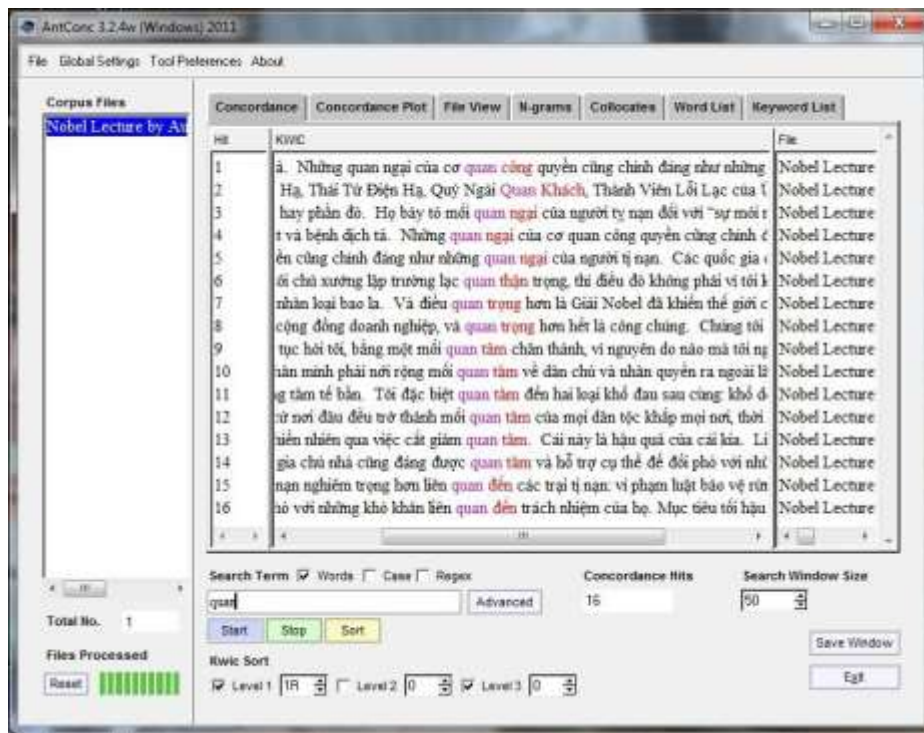 AntConc 3.2.4w (Windows) 2011
File Global Settings Tool Preferences About
Corpus Files
Nobel Lecture by Au
Concordance Concordance Plot File View N-grams Collocates Word List Keyword List
Hit KWIC File
1 ả. Những quan ngại của cơ quan công quyền cũng chính đáng như những Nobel Lecture
2 Hạ, Thái Tử Điện Hạ, Quý Ngài Quan Khách, Thành Viên Lỗi Lạc của Nobel Lecture
3 hay phản đó. Họ bày tỏ mối quan ngại của người tỵ nạn đối với “sự mỏi Nobel Lecture
4 t và bệnh dịch tả. Những quan ngại của cơ quan công quyền cũng chính đ Nobel Lecture
5 ền cũng chính đáng như những quan ngại của người tị nạn. Các quốc gia Nobel Lecture
6 ôi chủ xướng lập trường lạc quan thận trọng, thì điều đó không phải vì tôi k Nobel Lecture
7 nhân loại bao la. Và điều quan trọng hơn là Giải Nobel đã khiến thế giới c Nobel Lecture
8 cộng đồng doanh nghiệp, và quan trọng hơn hết là công chúng. Chúng tôi Nobel Lecture
9 tục hỏi tôi, bằng một mối quan tâm chân thành, vì nguyên do nào mà tôi ng Nobel Lecture
10 hân mình phải nới rộng mối quan tâm về dân chủ và nhân quyền ra ngoài lã Nobel Lecture
11 g tâm tế bần. Tôi đặc biệt quan tâm đến hai loại khổ đau sau cùng: khổ d Nobel Lecture
12 cứ nơi đâu đều trở thành mối quan tâm của mọi dân tộc khắp mọi nơi, thời Nobel Lecture
13 hiển nhiên qua việc cắt giảm quan tâm. Cái này là hậu quả của cái kia. Li Nobel Lecture
14 gia chủ nhà cũng đáng được quan tâm và hỗ trợ cụ thể để đối phó với nhữ Nobel Lecture
15 nạn nghiêm trọng hơn liên quan đến các trại tị nạn: vi phạm luật bảo vệ rừn Nobel Lecture
16 hó với những khó khăn liên quan đến trách nhiệm của họ. Mục tiêu tối hậu Nobel Lecture
Search Term Words Case Regex Concordance Hits Search Window Size
quan Advanced 16 50
Total No. 1
Start Stop Sort
Save Window
Files Processed
Kwic Sort
Reset Level 1 1R Level 2 0 Level 3 0 Exit